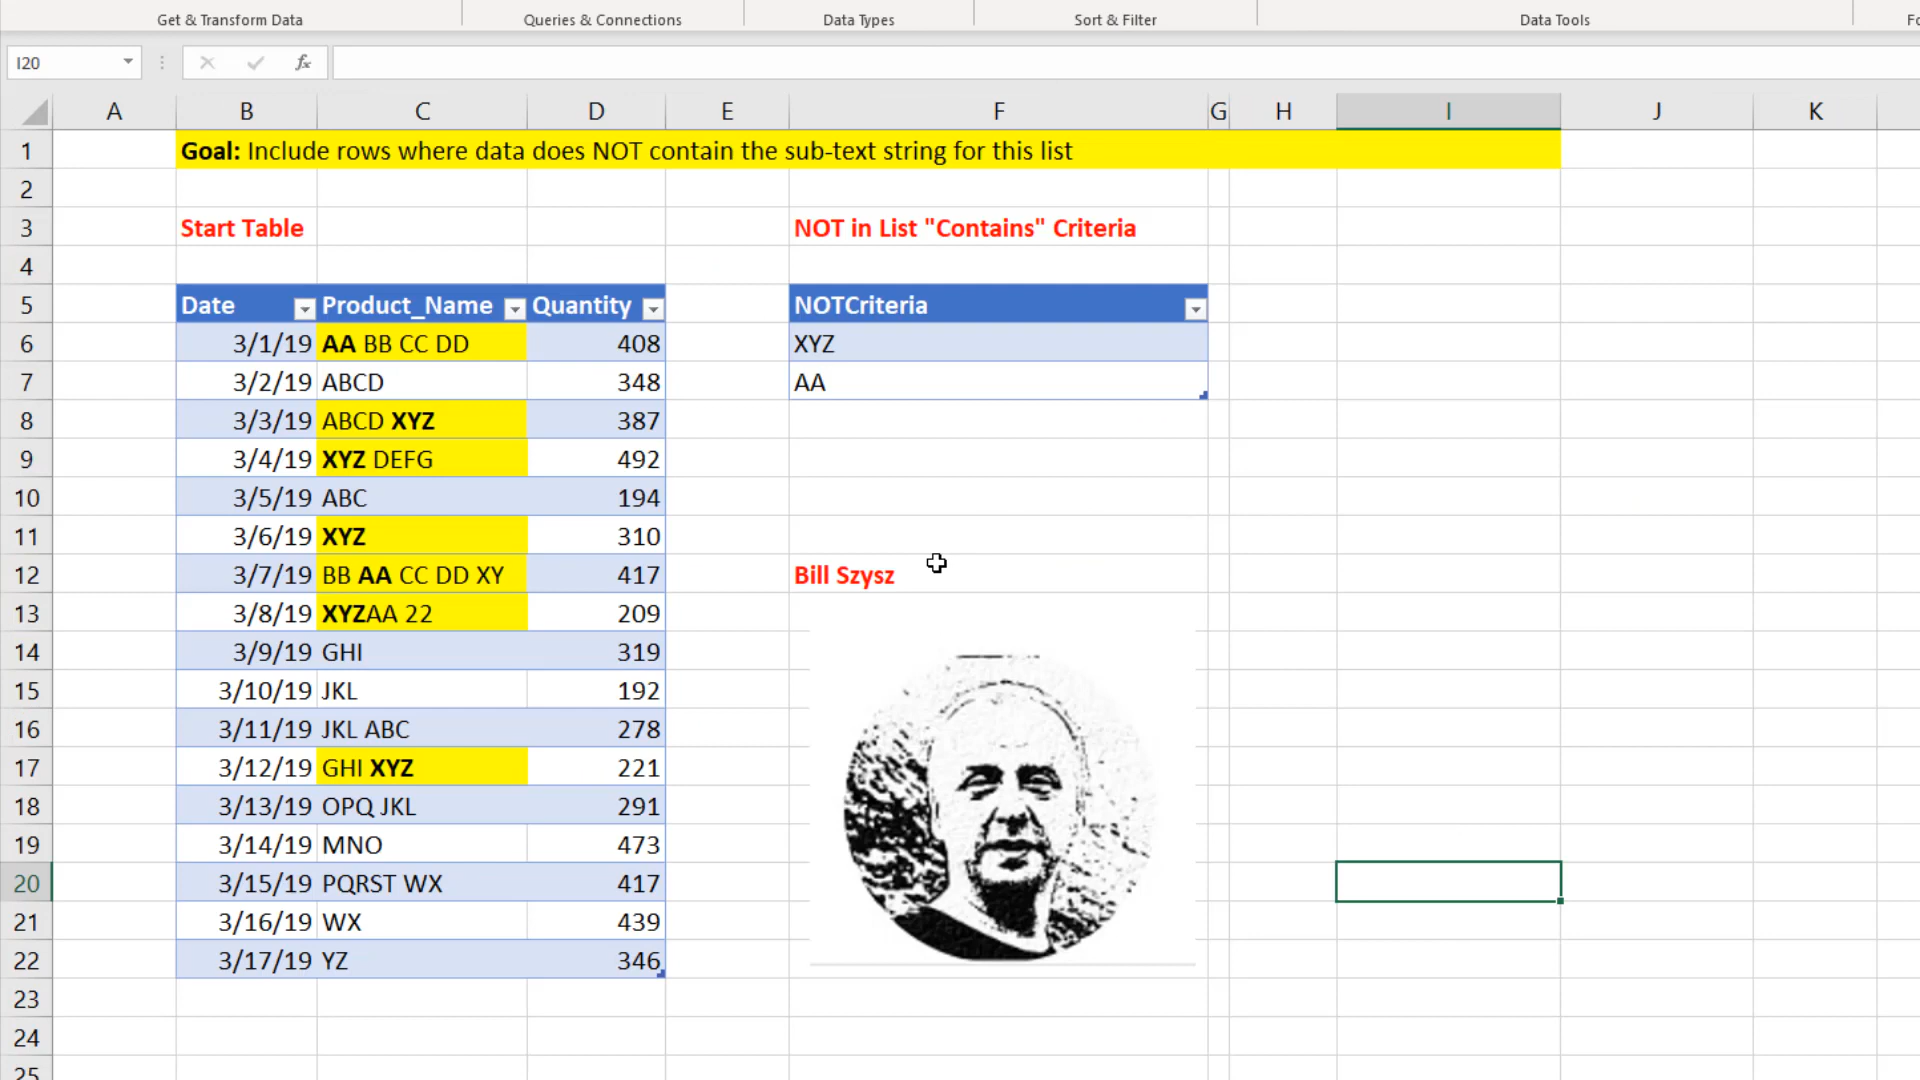 Get & Transform Data Queries & Connections Data Types Sort & Filter Data Tools Fo
I20 fx
A B C D E F G H I J K
1 Goal: Include rows where data does NOT contain the sub-text string for this list
2
3 Start Table NOT in List "Contains" Criteria
4
5 Date Product_Name Quantity NOTCriteria
6 3/1/19 AA BB CC DD 408 XYZ
7 3/2/19 ABCD 348 AA
8 3/3/19 ABCD XYZ 387
9 3/4/19 XYZ DEFG 492
10 3/5/19 ABC 194
11 3/6/19 XYZ 310
12 3/7/19 BB AA CC DD XY 417 Bill Szysz
13 3/8/19 XYZAA 22 209
14 3/9/19 GHI 319
15 3/10/19 JKL 192
16 3/11/19 JKL ABC 278
17 3/12/19 GHI XYZ 221
18 3/13/19 OPQ JKL 291
19 3/14/19 MNO 473
20 3/15/19 PQRST WX 417
21 3/16/19 WX 439
22 3/17/19 YZ 346
23
24
25